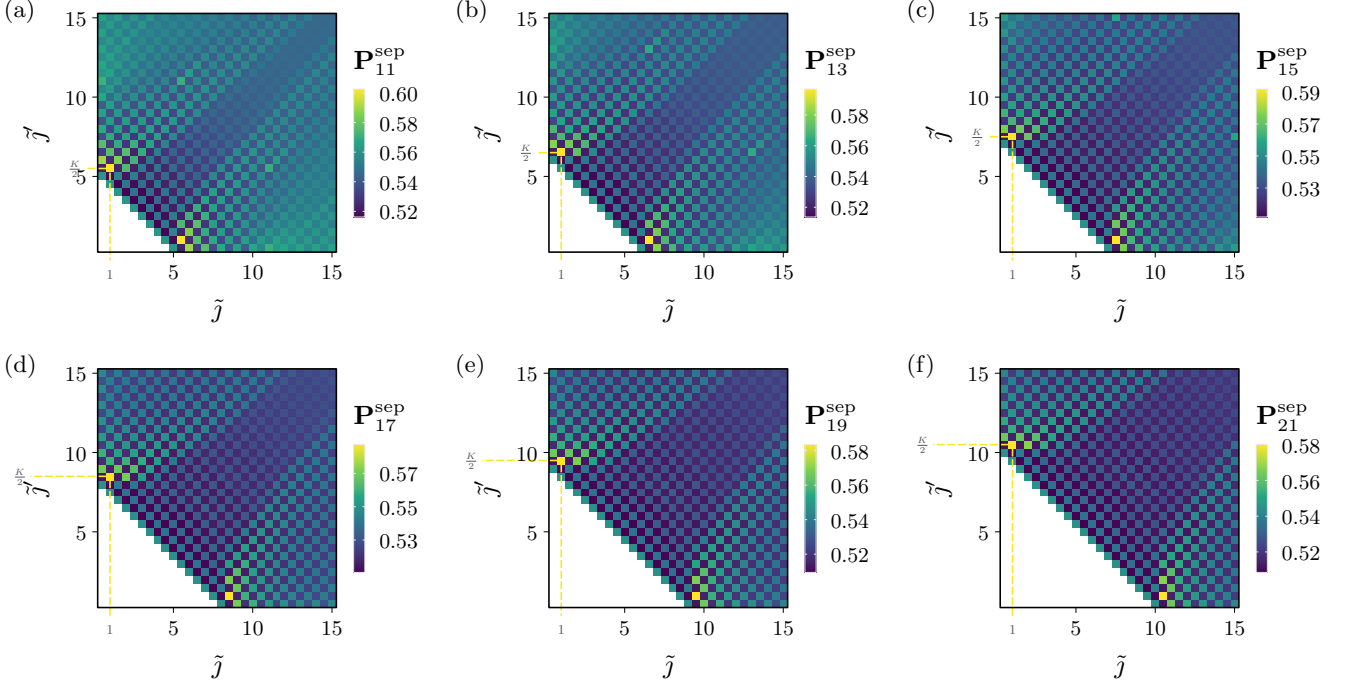 (a)
15
10
5
K/2
j̃′
1
5
10
15
j̃
P^sep_11
0.60
0.58
0.56
0.54
0.52
(b)
15
10
5
K/2
j̃′
1
5
10
15
j̃
P^sep_13
0.58
0.56
0.54
0.52
(c)
15
10
5
K/2
j̃′
1
5
10
15
j̃
P^sep_15
0.59
0.57
0.55
0.53
(d)
15
10
5
K/2
j̃′
1
5
10
15
j̃
P^sep_17
0.57
0.55
0.53
(e)
15
10
5
K/2
j̃′
1
5
10
15
j̃
P^sep_19
0.58
0.56
0.54
0.52
(f)
15
10
5
K/2
j̃′
1
5
10
15
j̃
P^sep_21
0.58
0.56
0.54
0.52